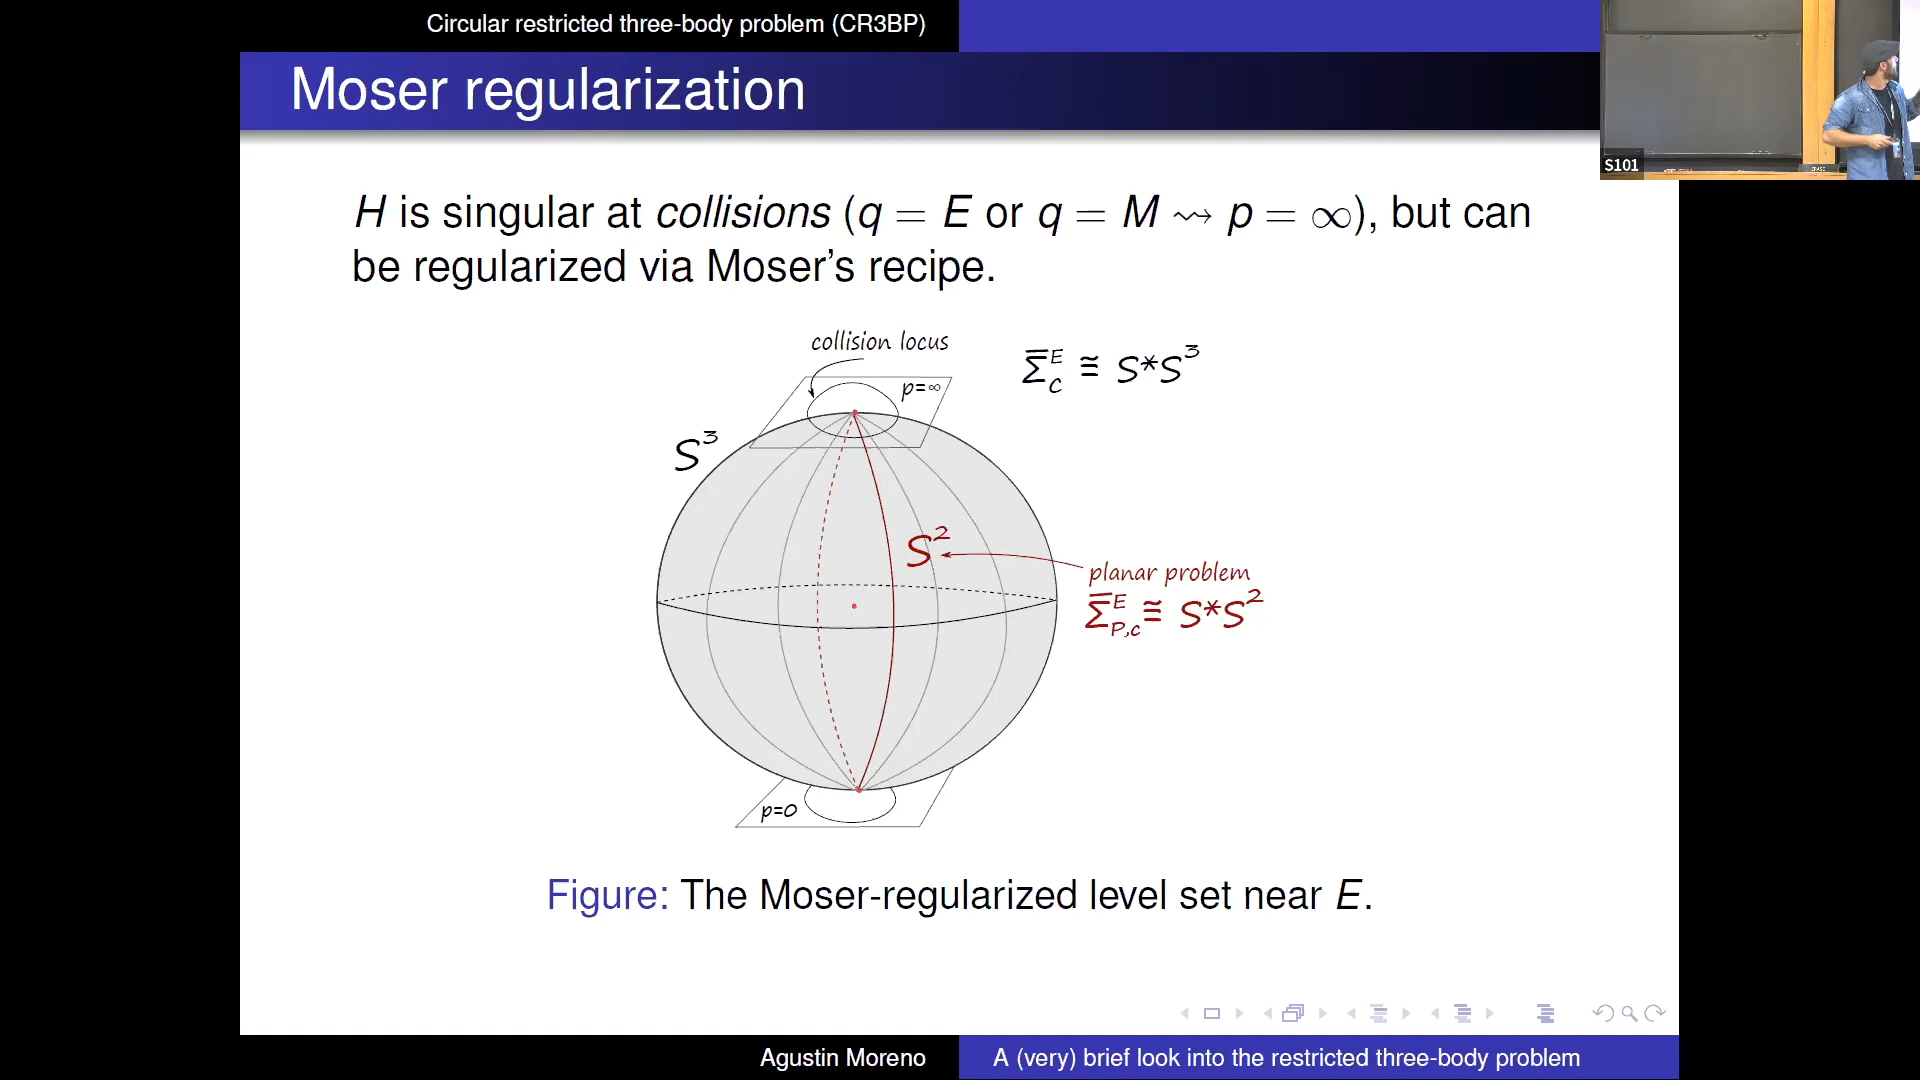 Circular restricted three-body problem (CR3BP)
Moser regularization
S101
H is singular at collisions (q = E or q = M ⇝ p = ∞), but can
be regularized via Moser's recipe.
collision locus
p=∞
Σ̄_C^E ≅ S*S³
S³
S²
planar problem
Σ̄_{P,c}^E ≅ S*S²
p=0
Figure: The Moser-regularized level set near E.
Agustin Moreno
A (very) brief look into the restricted three-body problem